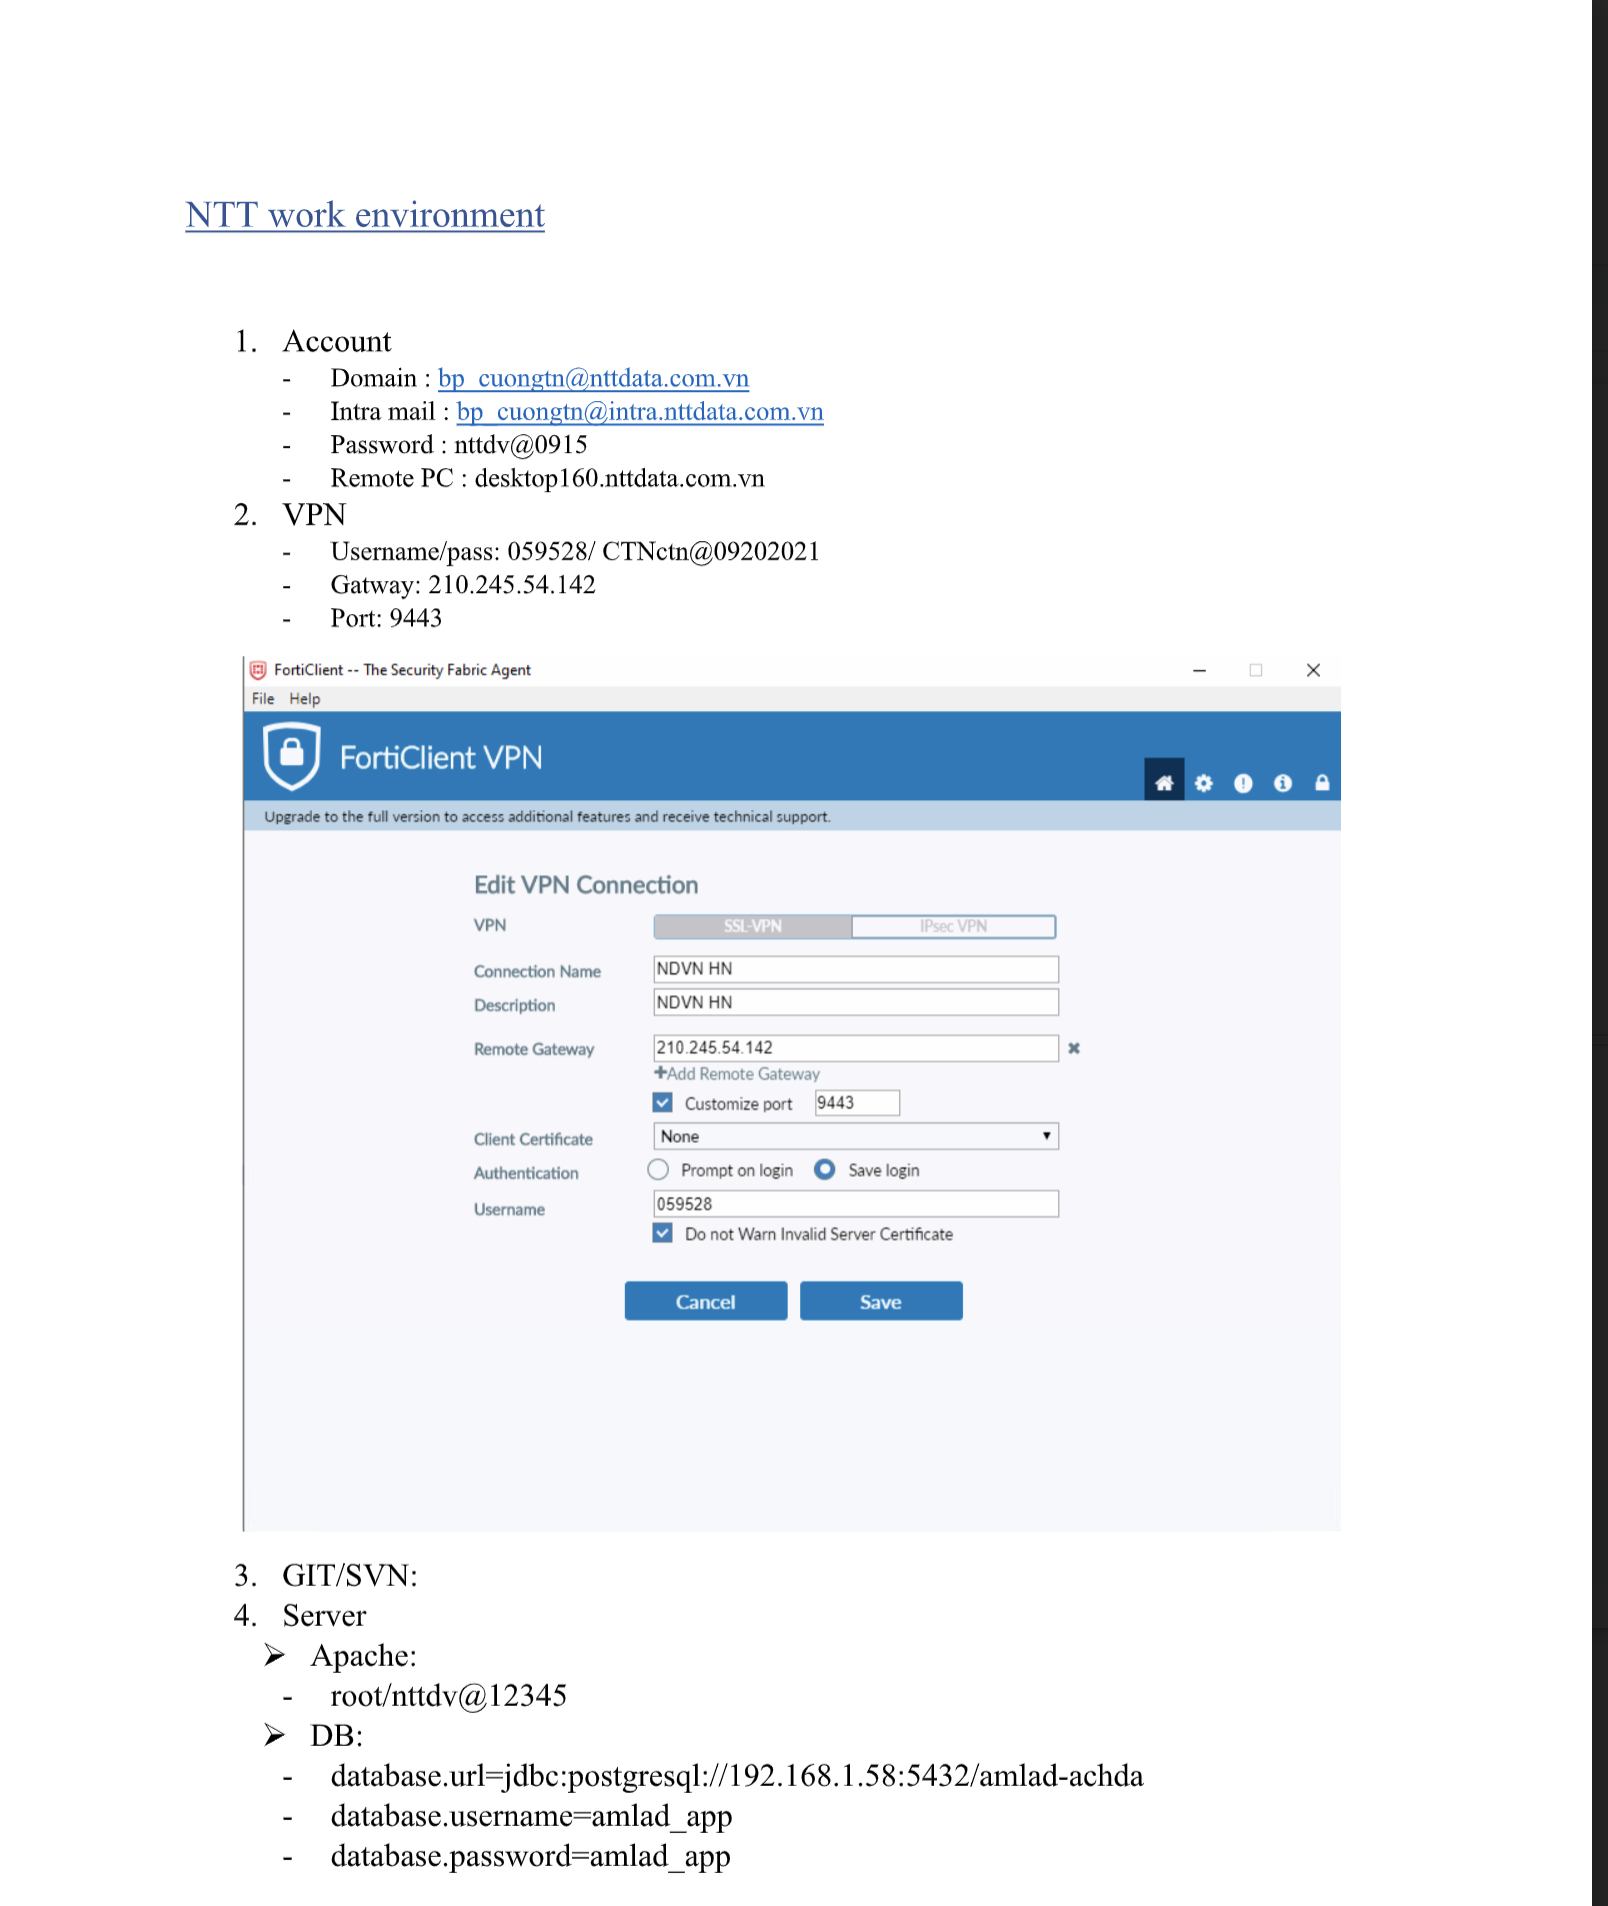 NTT work environment
1. Account
- Domain : bp_cuongtn@nttdata.com.vn
- Intra mail : bp_cuongtn@intra.nttdata.com.vn
- Password : nttdv@0915
- Remote PC : desktop160.nttdata.com.vn
2. VPN
- Username/pass: 059528/ CTNctn@09202021
- Gatway: 210.245.54.142
- Port: 9443
FortiClient -- The Security Fabric Agent
File Help
FortiClient VPN
Upgrade to the full version to access additional features and receive technical support.
Edit VPN Connection
VPN SSL-VPN IPsec VPN
Connection Name NDVN HN
Description NDVN HN
Remote Gateway 210.245.54.142
+Add Remote Gateway
Customize port 9443
Client Certificate None
Authentication Prompt on login Save login
Username 059528
Do not Warn Invalid Server Certificate
Cancel Save
3. GIT/SVN:
4. Server
➢ Apache:
- root/nttdv@12345
➢ DB:
- database.url=jdbc:postgresql://192.168.1.58:5432/amlad-achda
- database.username=amlad_app
- database.password=amlad_app